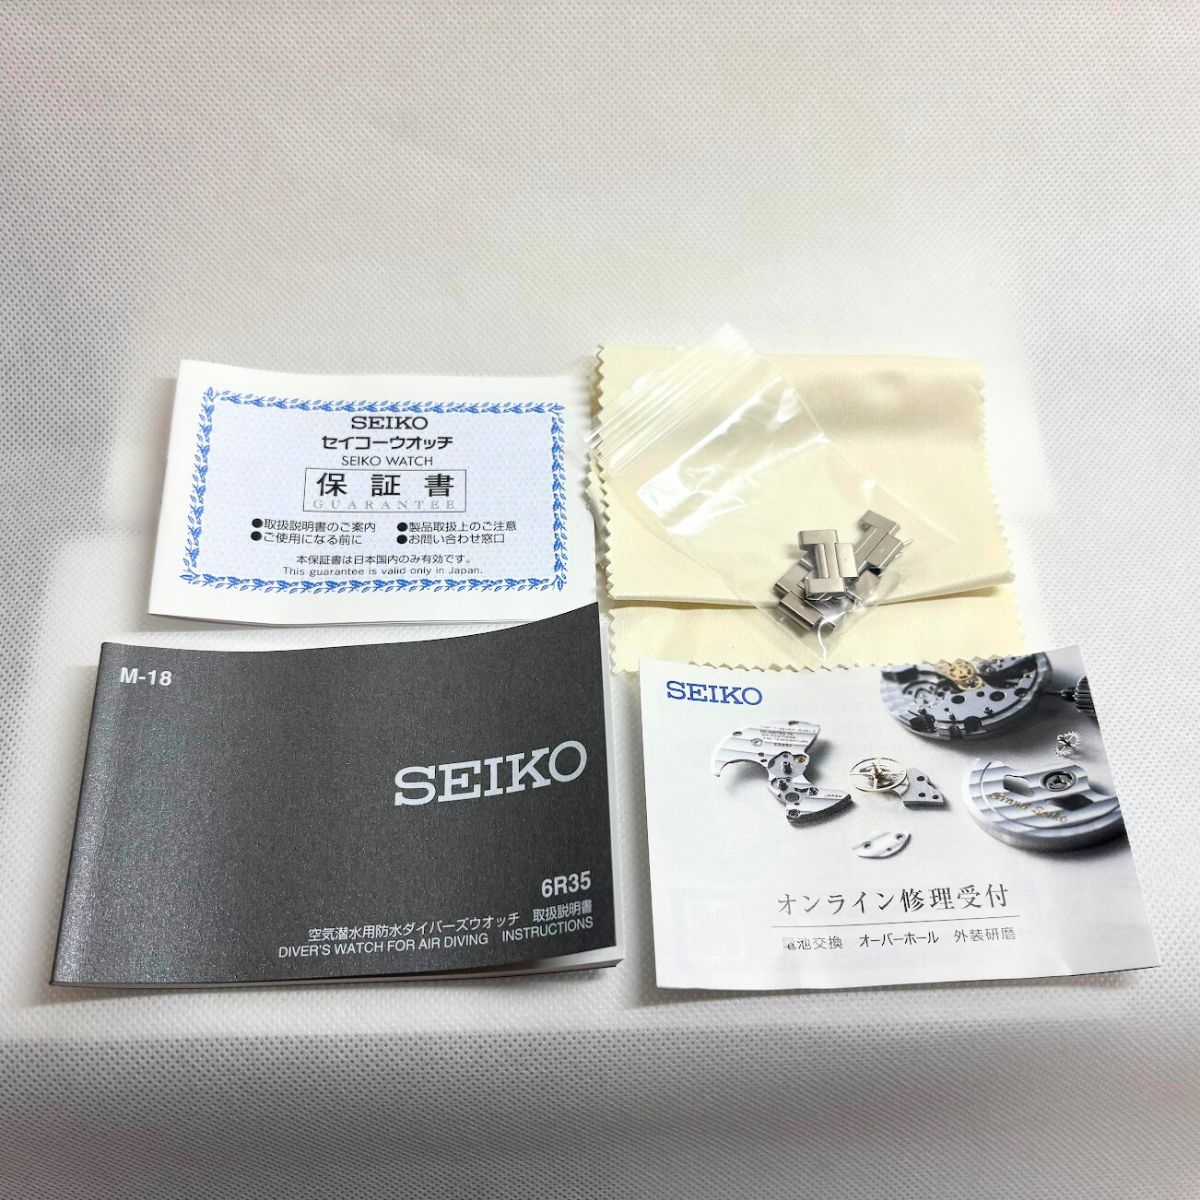 SEIKO
セイコーウオッチ
SEIKO WATCH
保証書
GUARANTEE
●取扱説明書のご案内 ●製品取扱上のご注意
●ご使用になる前に ●お問い合わせ窓口
本保証書は日本国内のみ有効です。
This guarantee is valid only in Japan.
M-18
SEIKO
6R35
空気潜水用防水ダイバーズウオッチ 取扱説明書
DIVER'S WATCH FOR AIR DIVING INSTRUCTIONS
SEIKO
JAPAN
Grand Seiko
オンライン修理受付
電池交換 オーバーホール 外装研磨